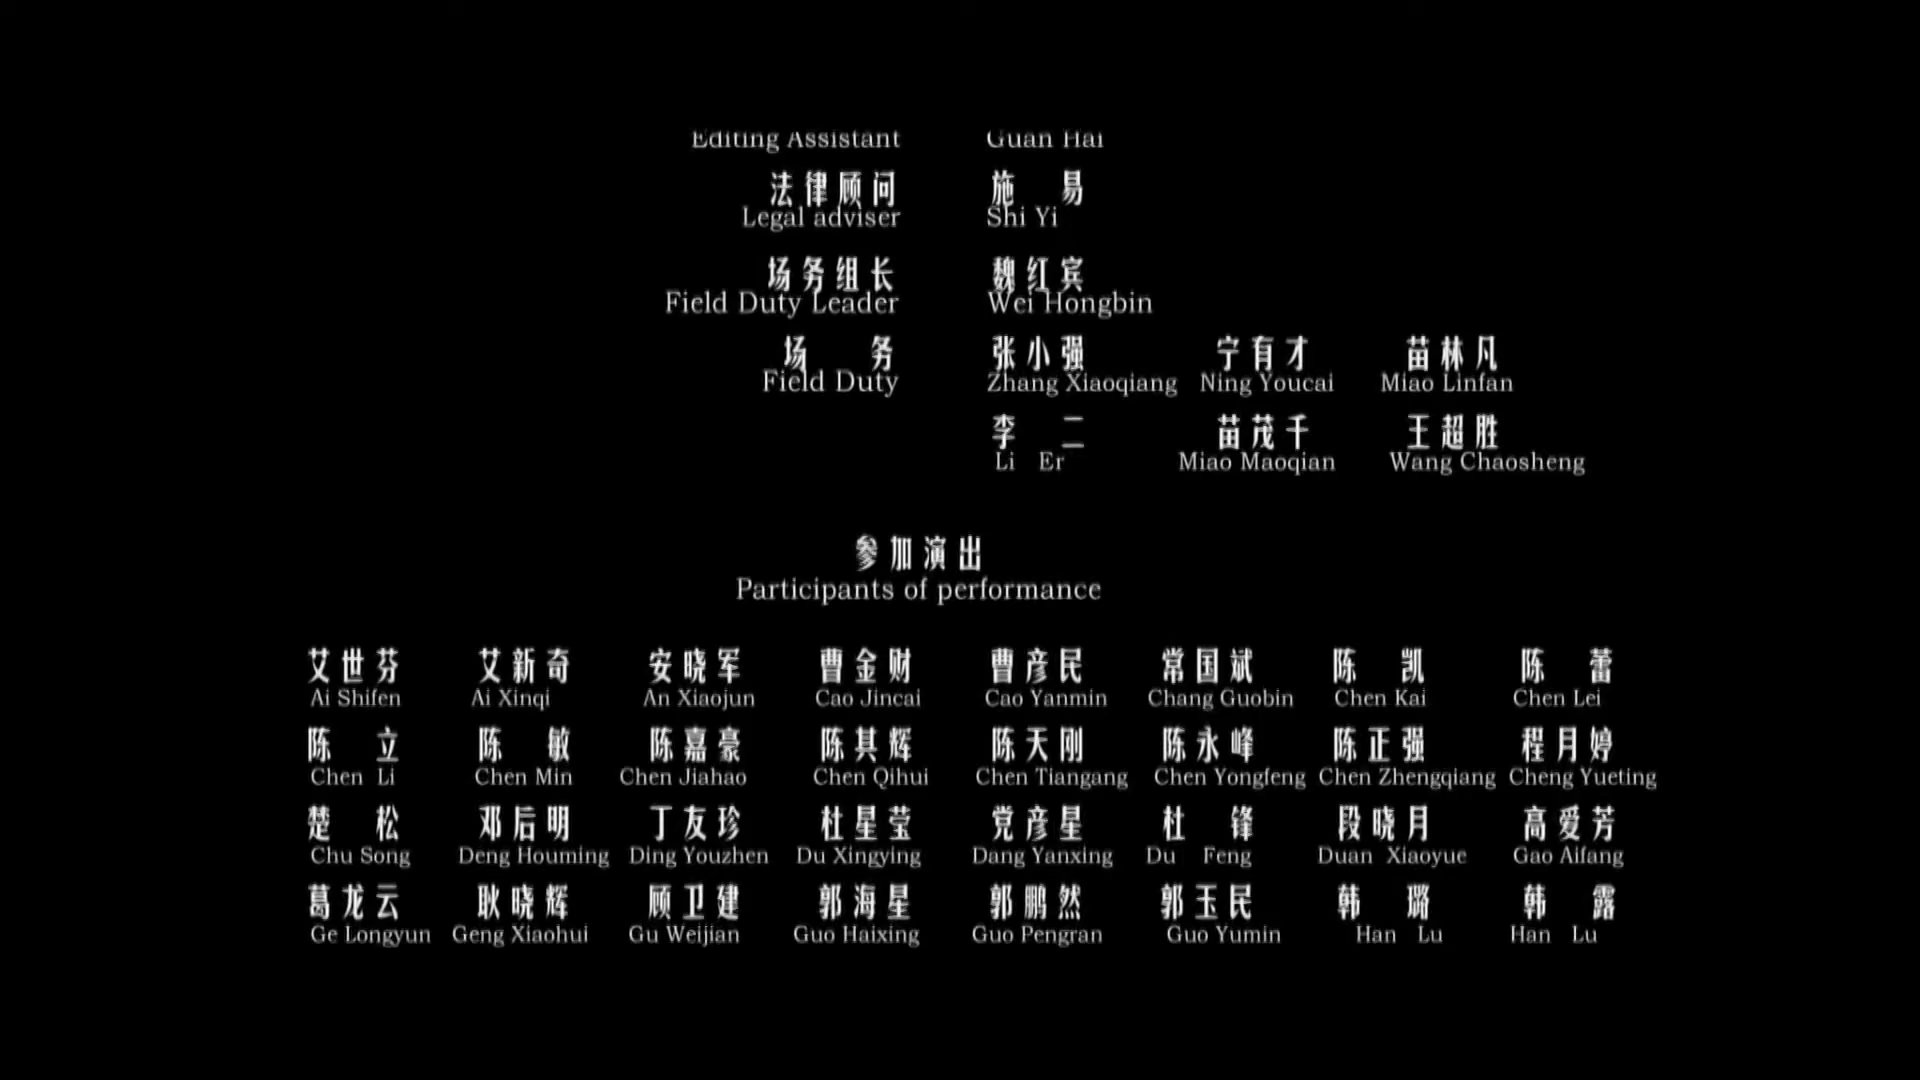 Editing Assistant Guan Hai
法律顾问 施 易
Legal adviser Shi Yi
场务组长 魏红宾
Field Duty Leader Wei Hongbin
场 务 张小强 宁有才 苗林凡
Field Duty Zhang Xiaoqiang Ning Youcai Miao Linfan
李 二 苗茂千 王超胜
Li Er Miao Maoqian Wang Chaosheng
参加演出
Participants of performance
艾世芬 艾新奇 安晓军 曹金财 曹彦民 常国斌 陈 凯 陈 蕾
Ai Shifen Ai Xinqi An Xiaojun Cao Jincai Cao Yanmin Chang Guobin Chen Kai Chen Lei
陈 立 陈 敏 陈嘉豪 陈其辉 陈天刚 陈永峰 陈正强 程月婷
Chen Li Chen Min Chen Jiahao Chen Qihui Chen Tiangang Chen Yongfeng Chen Zhengqiang Cheng Yueting
楚 松 邓后明 丁友珍 杜星莹 党彦星 杜 锋 段晓月 高爱芳
Chu Song Deng Houming Ding Youzhen Du Xingying Dang Yanxing Du Feng Duan Xiaoyue Gao Aifang
葛龙云 耿晓辉 顾卫建 郭海星 郭鹏然 郭玉民 韩 璐 韩 露
Ge Longyun Geng Xiaohui Gu Weijian Guo Haixing Guo Pengran Guo Yumin Han Lu Han Lu